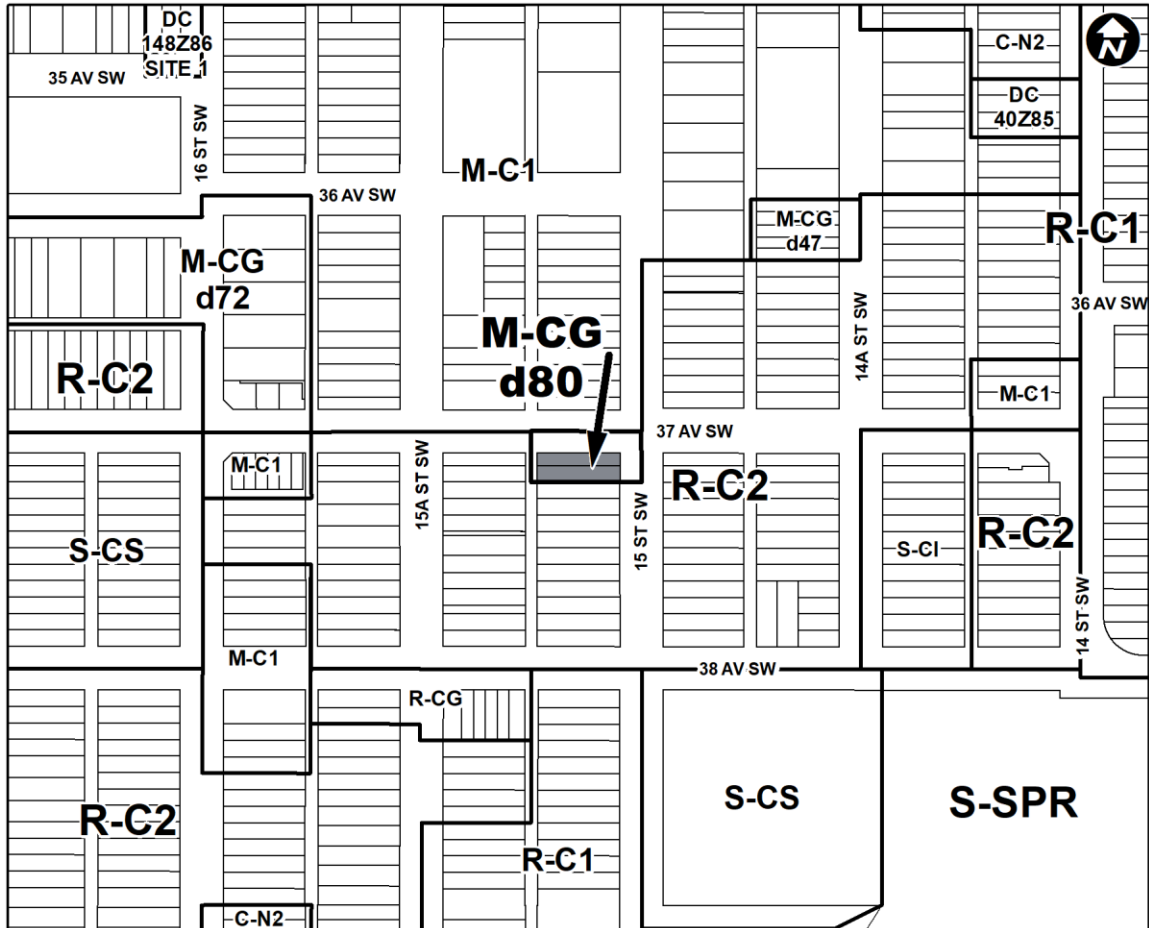 DC
148Z86
SITE 1
35 AV SW
16 ST SW
C-N2
N
DC
40Z85
M-C1
36 AV SW
M-CG
d47
R-C1
M-CG
d72
36 AV SW
M-CG
d80
14A ST SW
R-C2
M-C1
37 AV SW
M-C1
15A ST SW
R-C2
15 ST SW
S-CS
S-CI
R-C2
14 ST SW
M-C1
38 AV SW
R-CG
R-C2
S-CS
S-SPR
R-C1
C-N2